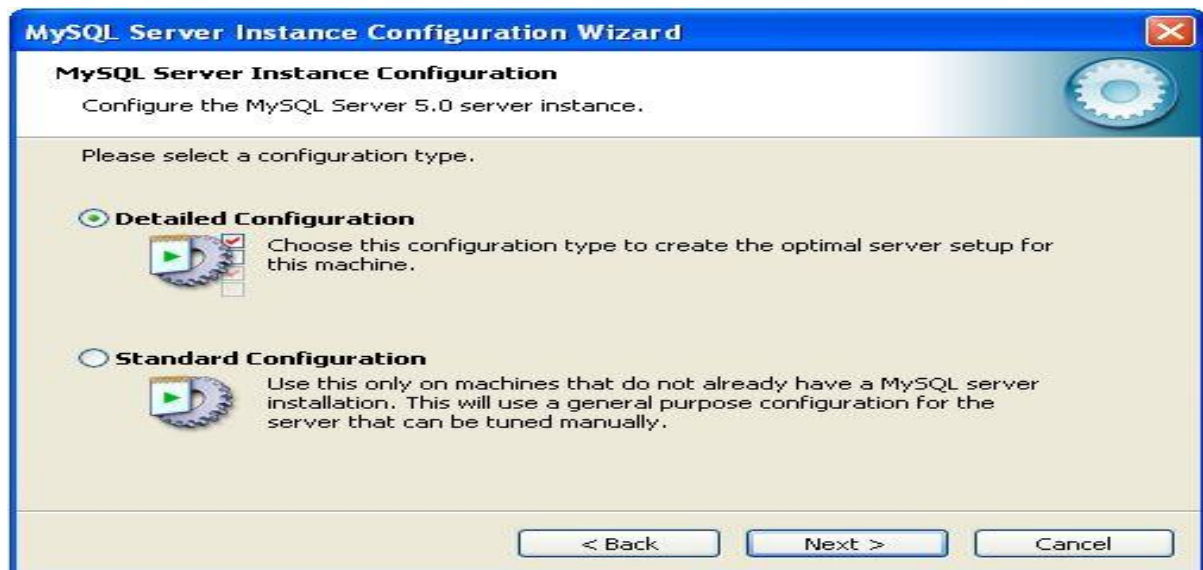 MySQL Server Instance Configuration Wizard
MySQL Server Instance Configuration
Configure the MySQL Server 5.0 server instance.
Please select a configuration type.
Detailed Configuration
Choose this configuration type to create the optimal server setup for
this machine.
Standard Configuration
Use this only on machines that do not already have a MySQL server
installation. This will use a general purpose configuration for the
server that can be tuned manually.
< Back
Next >
Cancel